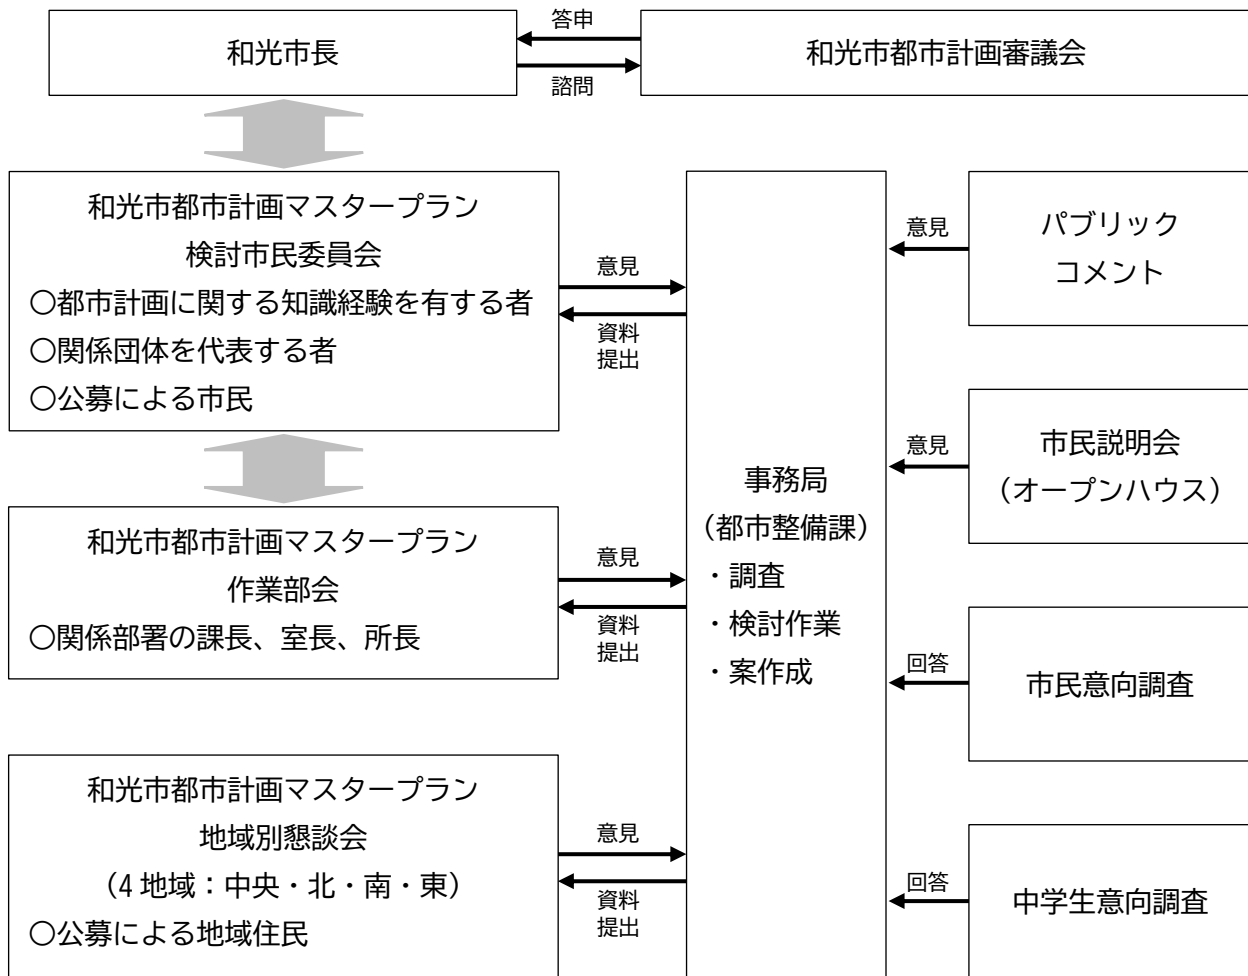 和光市長
答申
諮問
和光市都市計画審議会
和光市都市計画マスタープラン
検討市民委員会
〇都市計画に関する知識経験を有する者
〇関係団体を代表する者
〇公募による市民
意見
資料
提出
和光市都市計画マスタープラン
作業部会
〇関係部署の課長、室長、所長
意見
資料
提出
和光市都市計画マスタープラン
地域別懇談会
（4 地域：中央・北・南・東）
〇公募による地域住民
意見
資料
提出
事務局
（都市整備課）
・調査
・検討作業
・案作成
意見
パブリック
コメント
意見
市民説明会
（オープンハウス）
回答
市民意向調査
回答
中学生意向調査